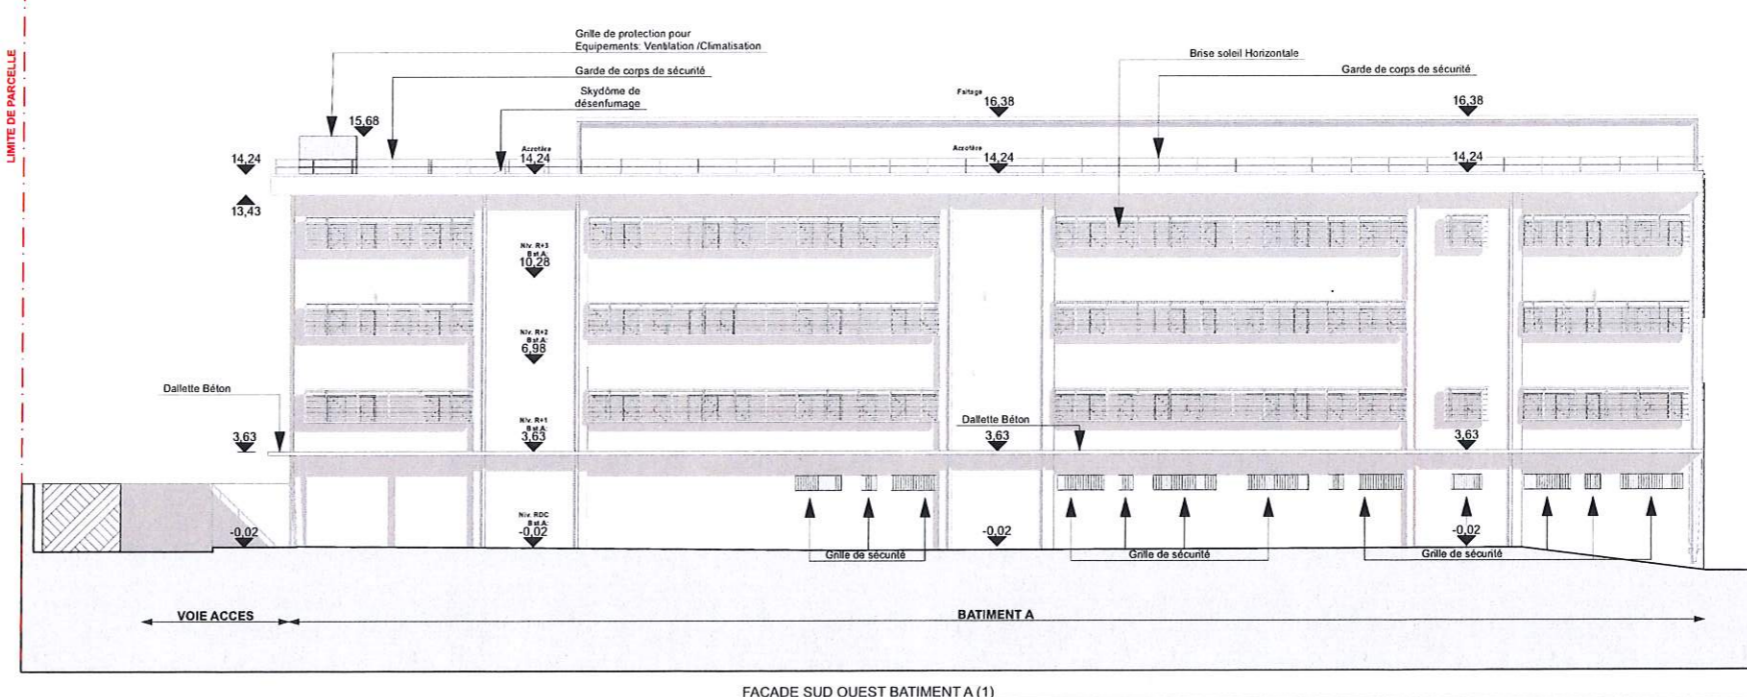 LIMITE DE PARCELLE
Grille de protection pour
Equipements: Ventilation /Climatisation
Garde de corps de sécurité
Skydôme de
désenfumage
Brise soleil Horizontale
Garde de corps de sécurité
Faitage
16,38
16,38
15,68
14,24
Acrotère
14,24
Acrotère
14,24
14,24
13,43
Niv. R+3
Bat.A:
10,28
Niv. R+2
Bat.A:
6,98
Dallette Béton
Niv. R+1
Bat.A:
3,63
Dallette Béton
3,63
3,63
3,63
Niv. RDC
Bat.A:
-0,02
-0,02
-0,02
-0,02
Grille de sécurité
Grille de sécurité
Grille de sécurité
VOIE ACCES
BATIMENT A
FACADE SUD OUEST BATIMENT A (1)